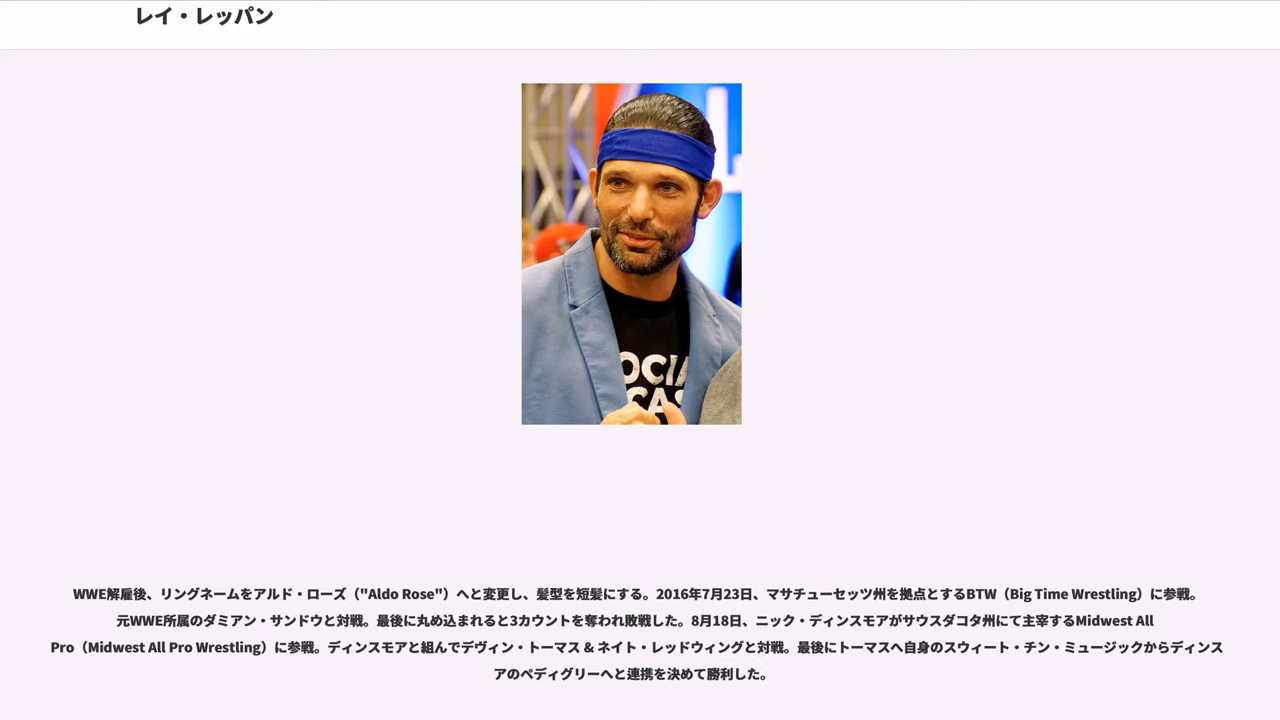 レイ・レッパン
OCIA
CAS
WWE解雇後、リングネームをアルド・ローズ（"Aldo Rose"）へと変更し、髪型を短髪にする。2016年7月23日、マサチューセッツ州を拠点とするBTW（Big Time Wrestling）に参戦。
元WWE所属のダミアン・サンドウと対戦。最後に丸め込まれると3カウントを奪われ敗戦した。8月18日、ニック・ディンスモアがサウスダコタ州にて主宰するMidwest All
Pro（Midwest All Pro Wrestling）に参戦。ディンスモアと組んでデヴィン・トーマス & ネイト・レッドウィングと対戦。最後にトーマスへ自身のスウィート・チン・ミュージックからディンス
アのペディグリーへと連携を決めて勝利した。